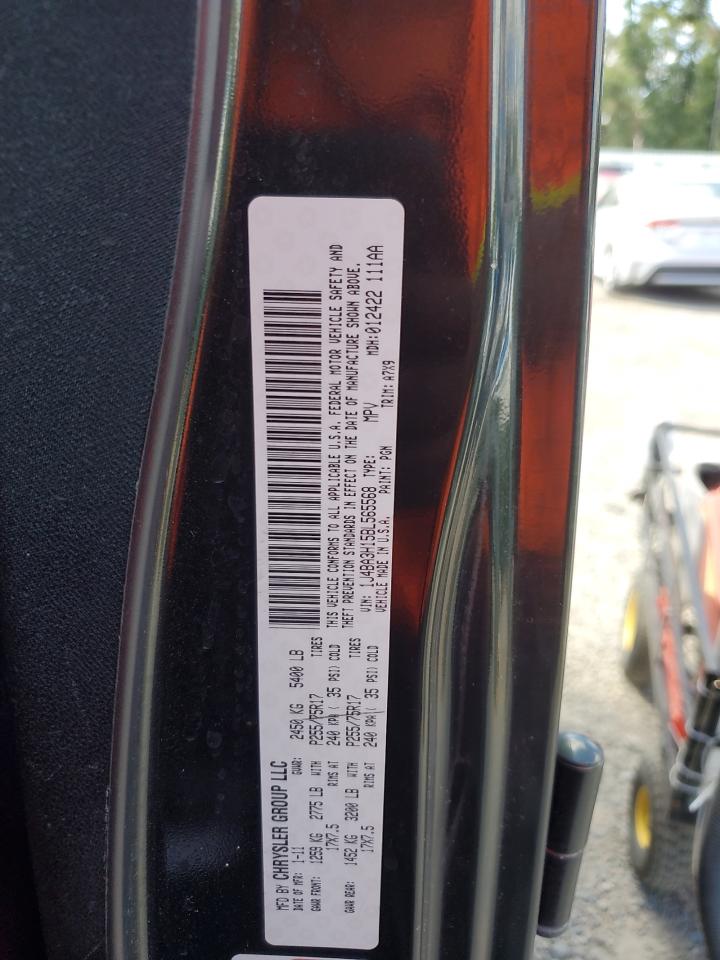 MFD BY CHRYSLER GROUP LLC
DATE OF MFR: 1-11 GVWR: 2450 KG 5400 LB
GAWR FRONT: 1259 KG 2775 LB WITH P255/75R17 TIRES
17X7.5 RIMS AT 240 KPA( 35 PSI) COLD
GAWR REAR: 1452 KG 3200 LB WITH P255/75R17 TIRES
17X7.5 RIMS AT 240 KPA( 35 PSI) COLD
THIS VEHICLE CONFORMS TO ALL APPLICABLE U.S.A. FEDERAL MOTOR VEHICLE SAFETY AND
THEFT PREVENTION STANDARDS IN EFFECT ON THE DATE OF MANUFACTURE SHOWN ABOVE.
VIN: 1J4BA3H15BL565568 TYPE: MPV MDH: 012422 111AA
VEHICLE MADE IN U.S.A. PAINT: PGN TRIM: A7X9